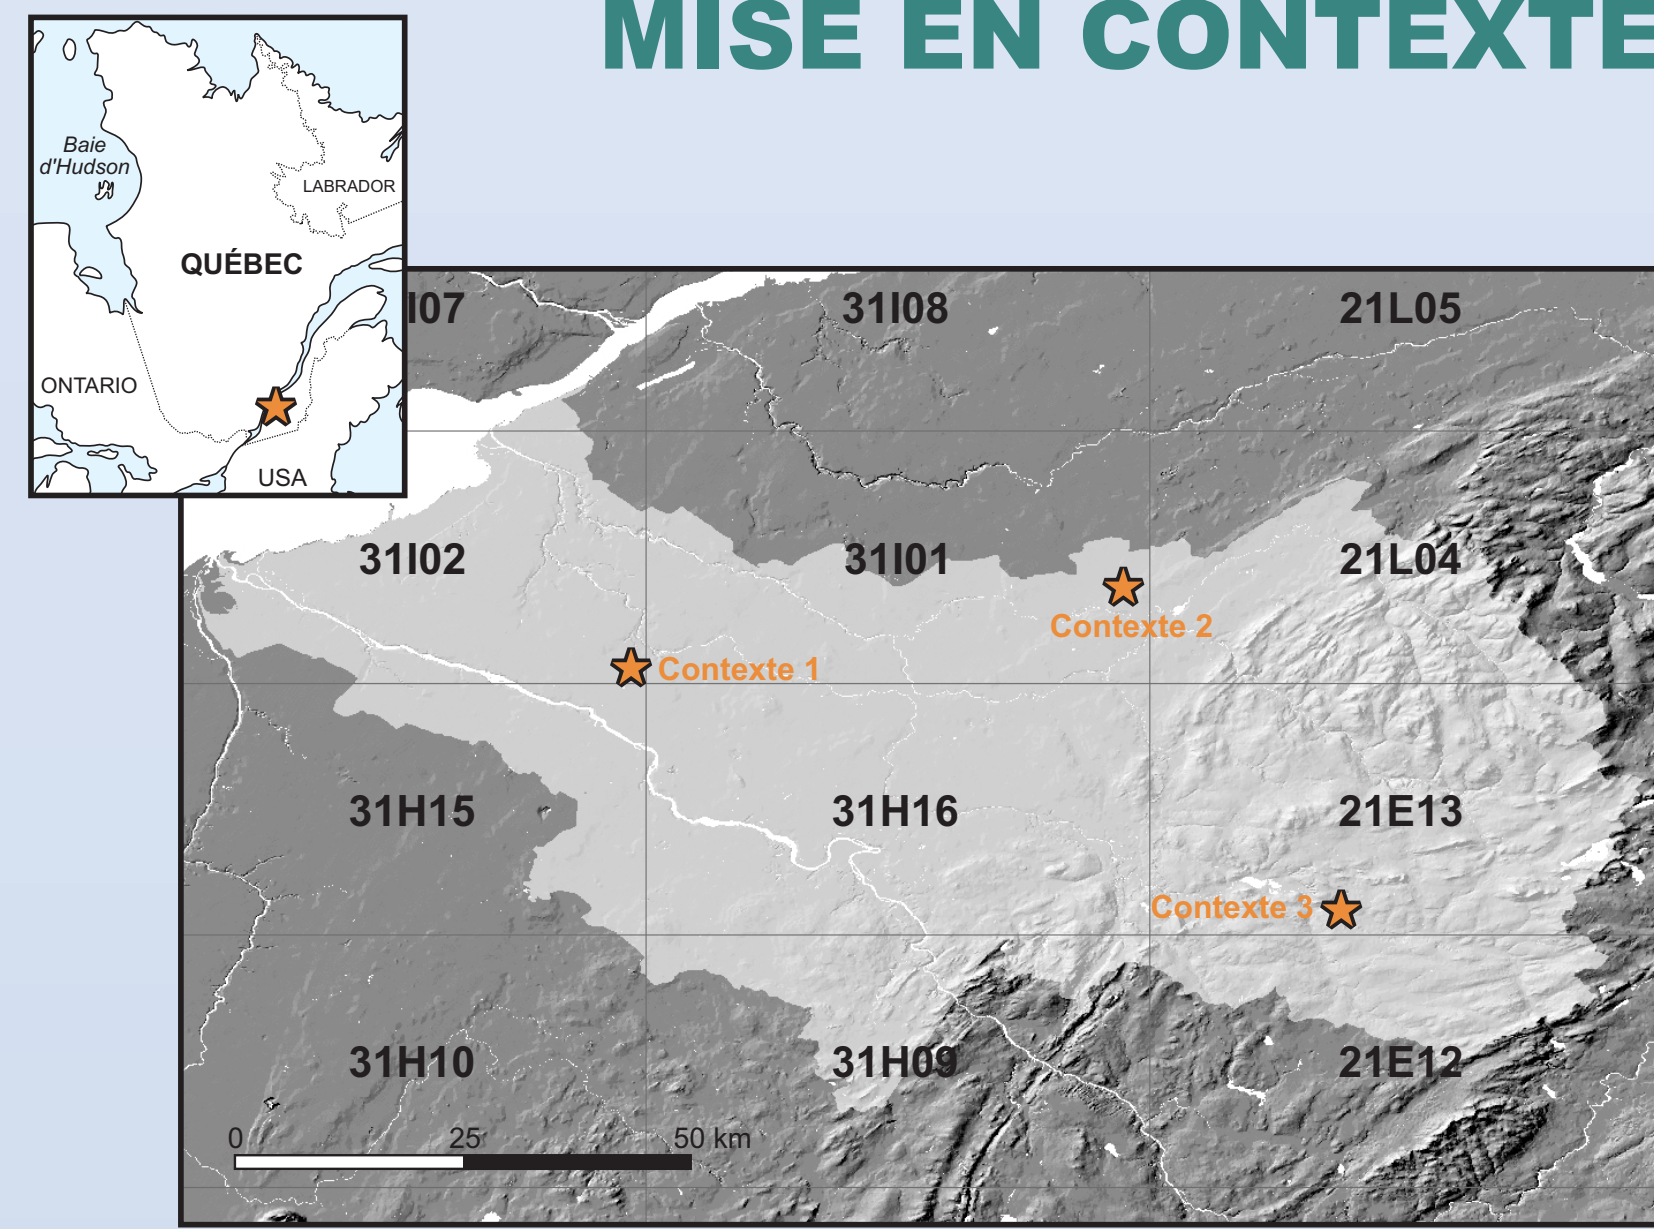 MISE EN CONTEXTE
Baie
d'Hudson
LABRADOR
QUÉBEC
ONTARIO
USA
I07
31I08
21L05
31I02
31I01
21L04
Contexte 2
Contexte 1
31H15
31H16
21E13
Contexte 3
31H10
31H09
21E12
0
25
50 km